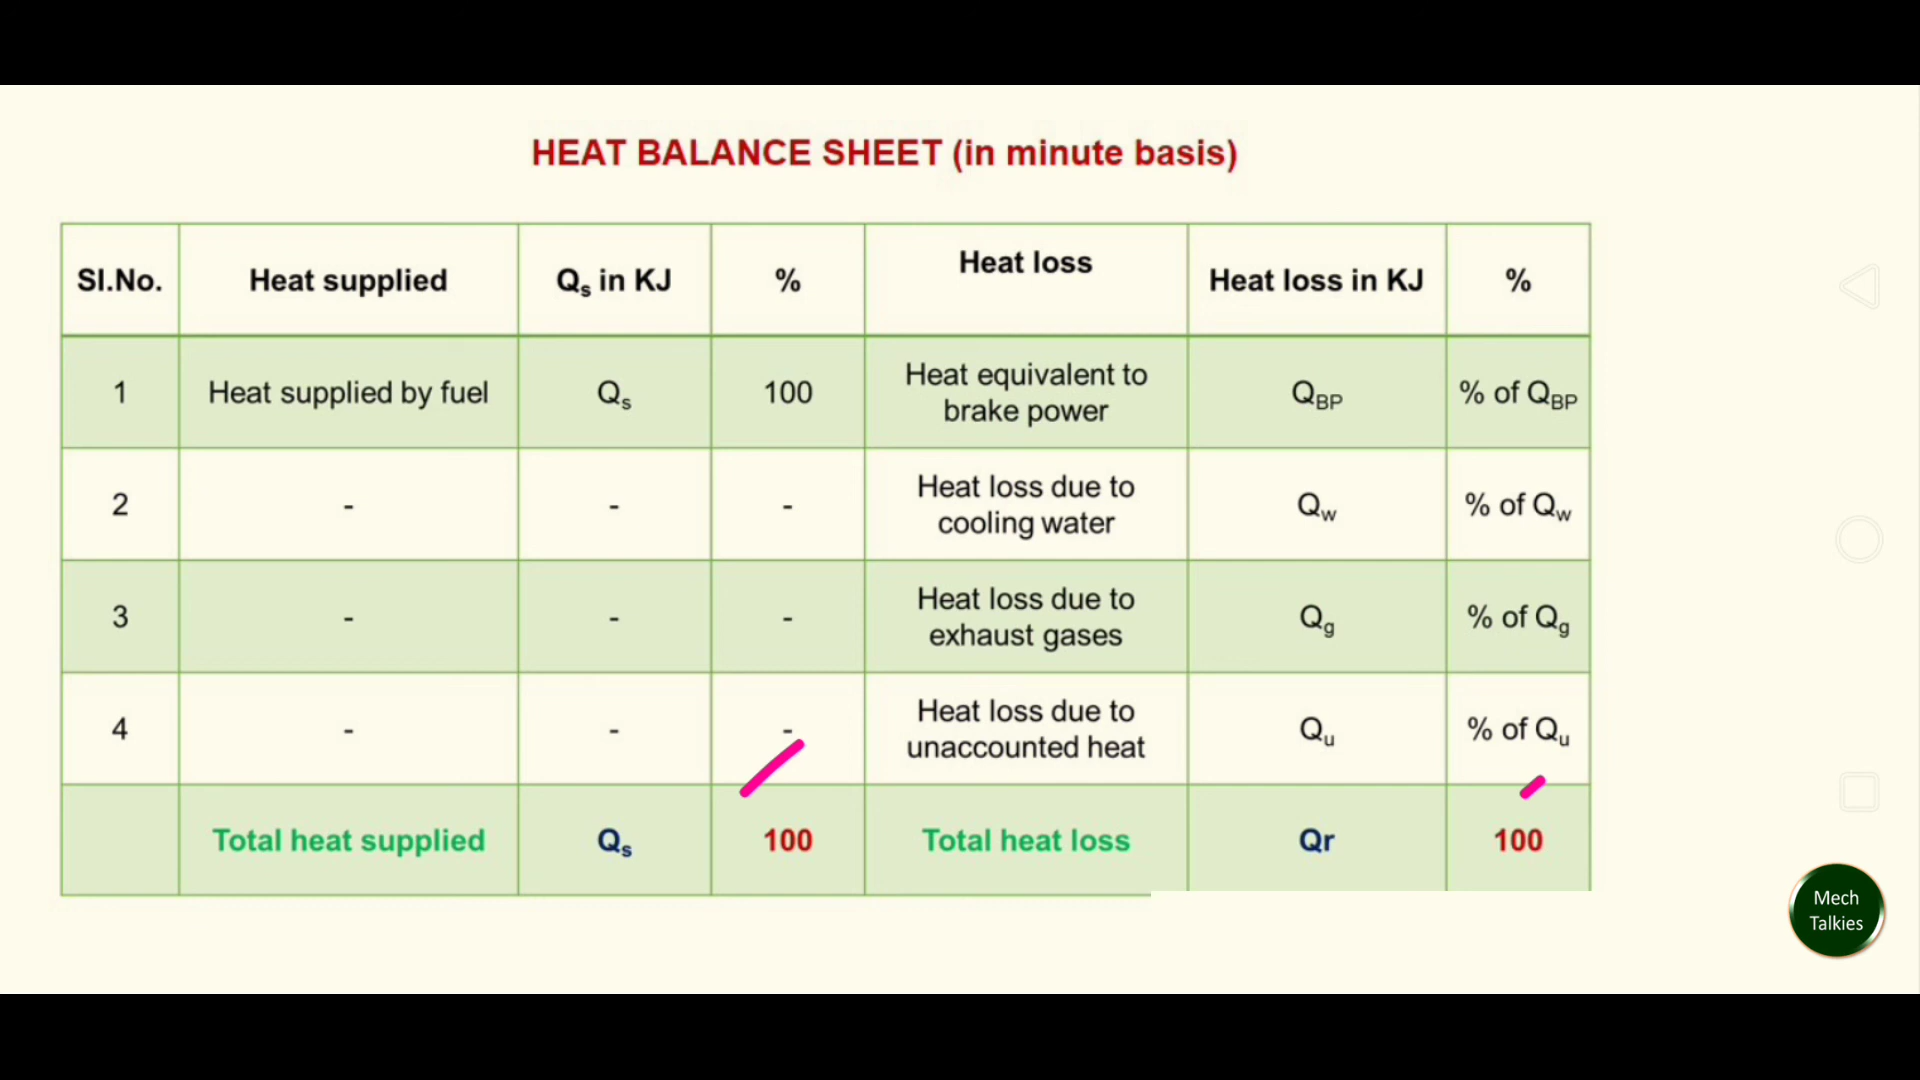 HEAT BALANCE SHEET (in minute basis)
Sl.No. Heat supplied Qs in KJ % Heat loss Heat loss in KJ %
1 Heat supplied by fuel Qs 100 Heat equivalent to brake power QBP % of QBP
2 - - - Heat loss due to cooling water Qw % of Qw
3 - - - Heat loss due to exhaust gases Qg % of Qg
4 - - - Heat loss due to unaccounted heat Qu % of Qu
Total heat supplied Qs 100 Total heat loss Qr 100
Mech
Talkies